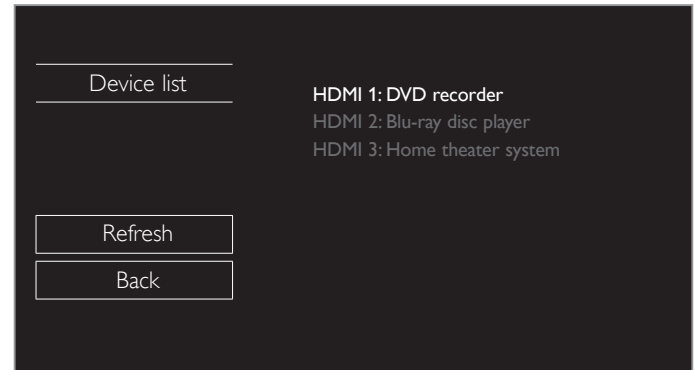 Device list
HDMI 1: DVD recorder
HDMI 2: Blu-ray disc player
HDMI 3: Home theater system
Refresh
Back